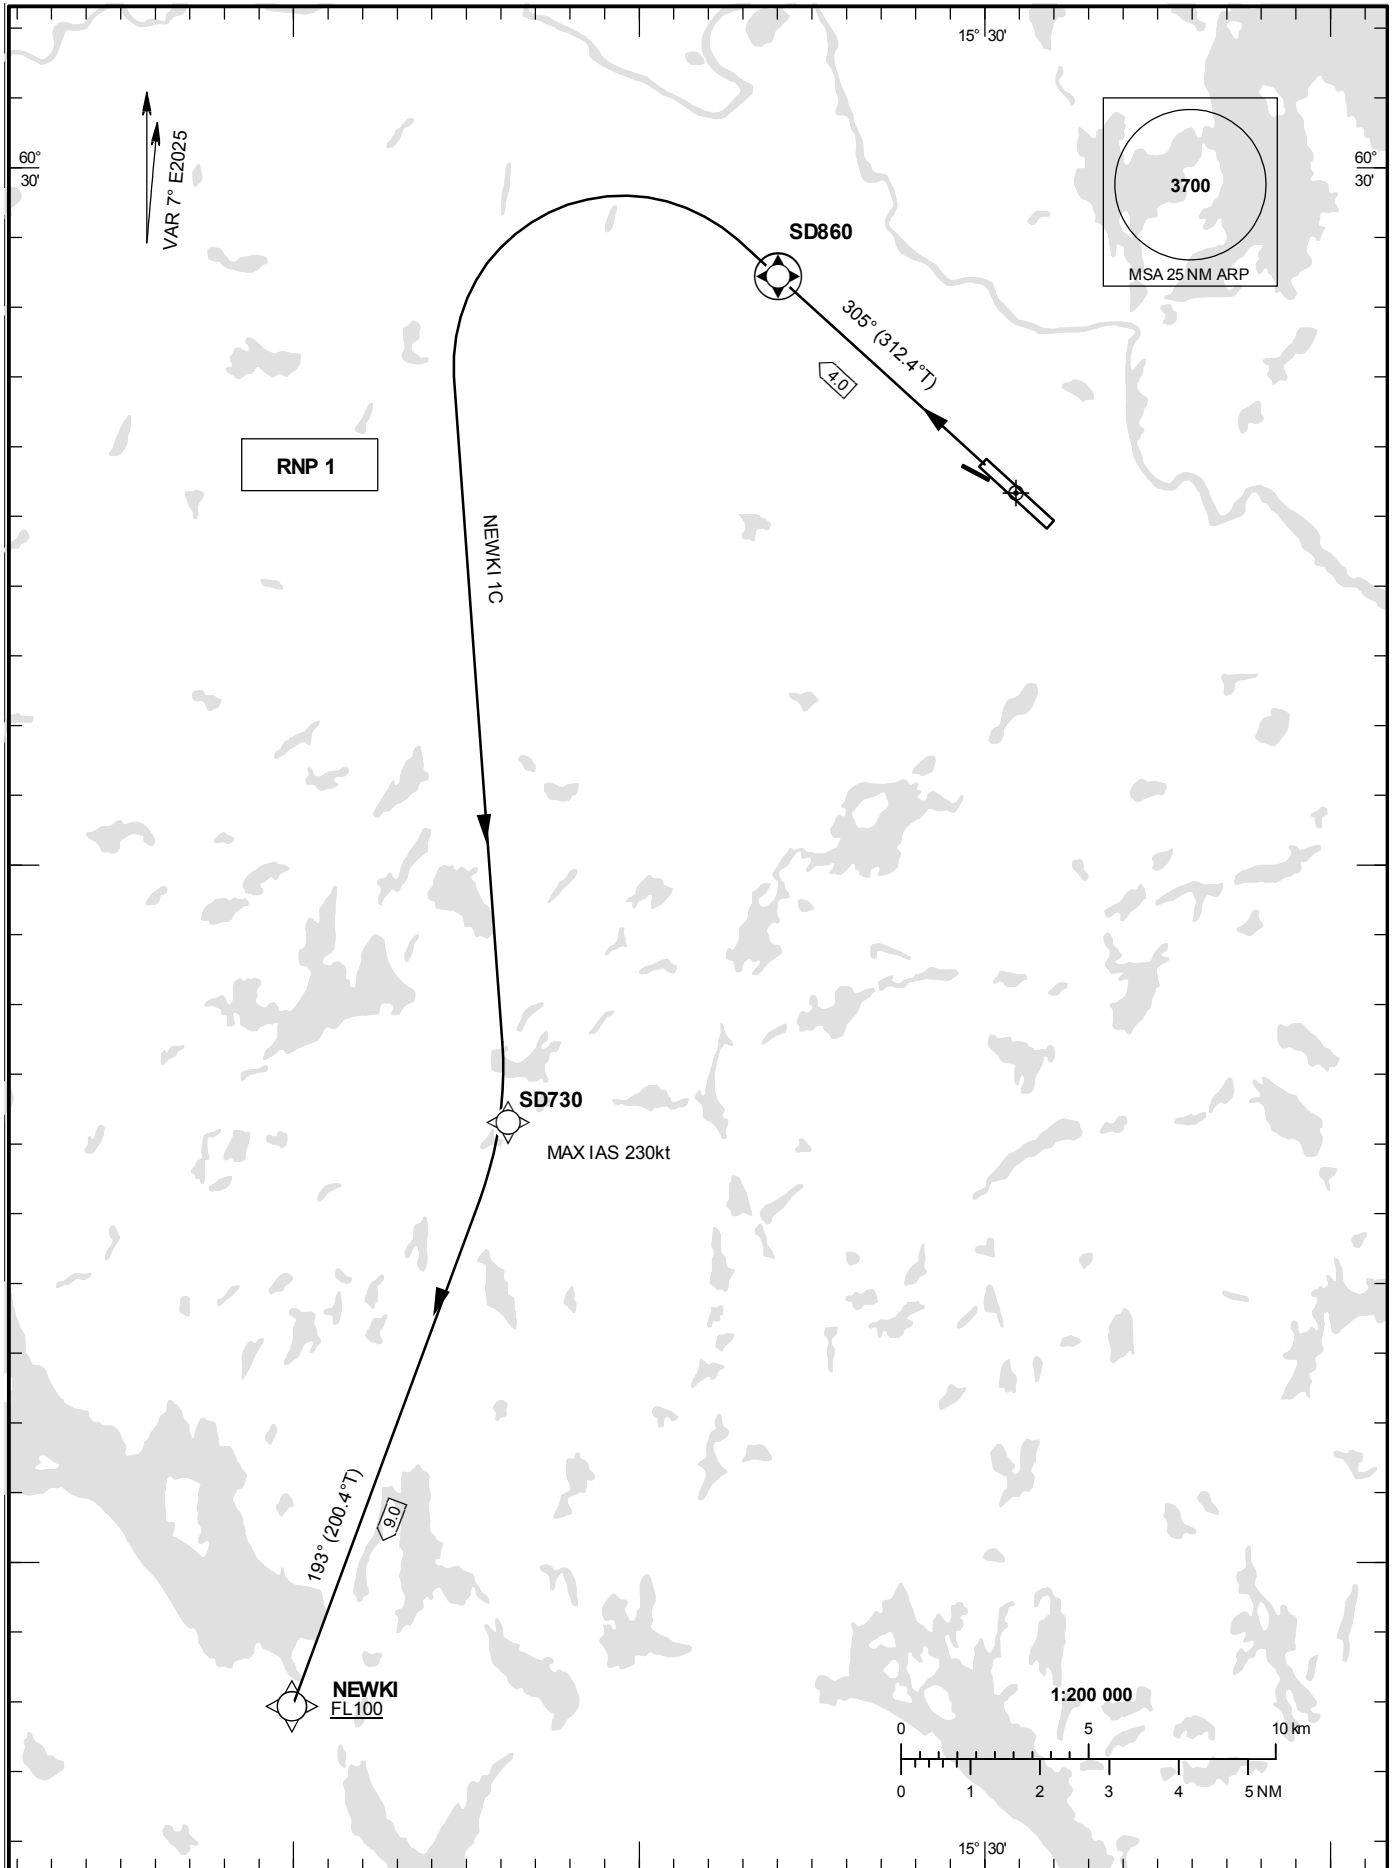 15° 30'
VAR 7° E2025
60°
30'
60°
30'
3700
MSA 25 NM ARP
SD860
305° (312.4°T)
4.0
RNP 1
NEWKI 1C
SD730
MAX IAS 230kt
193° (200.4°T)
9.0
NEWKI
FL100
1:200 000
0 5 10 km
0 1 2 3 4 5 NM
15° 30'